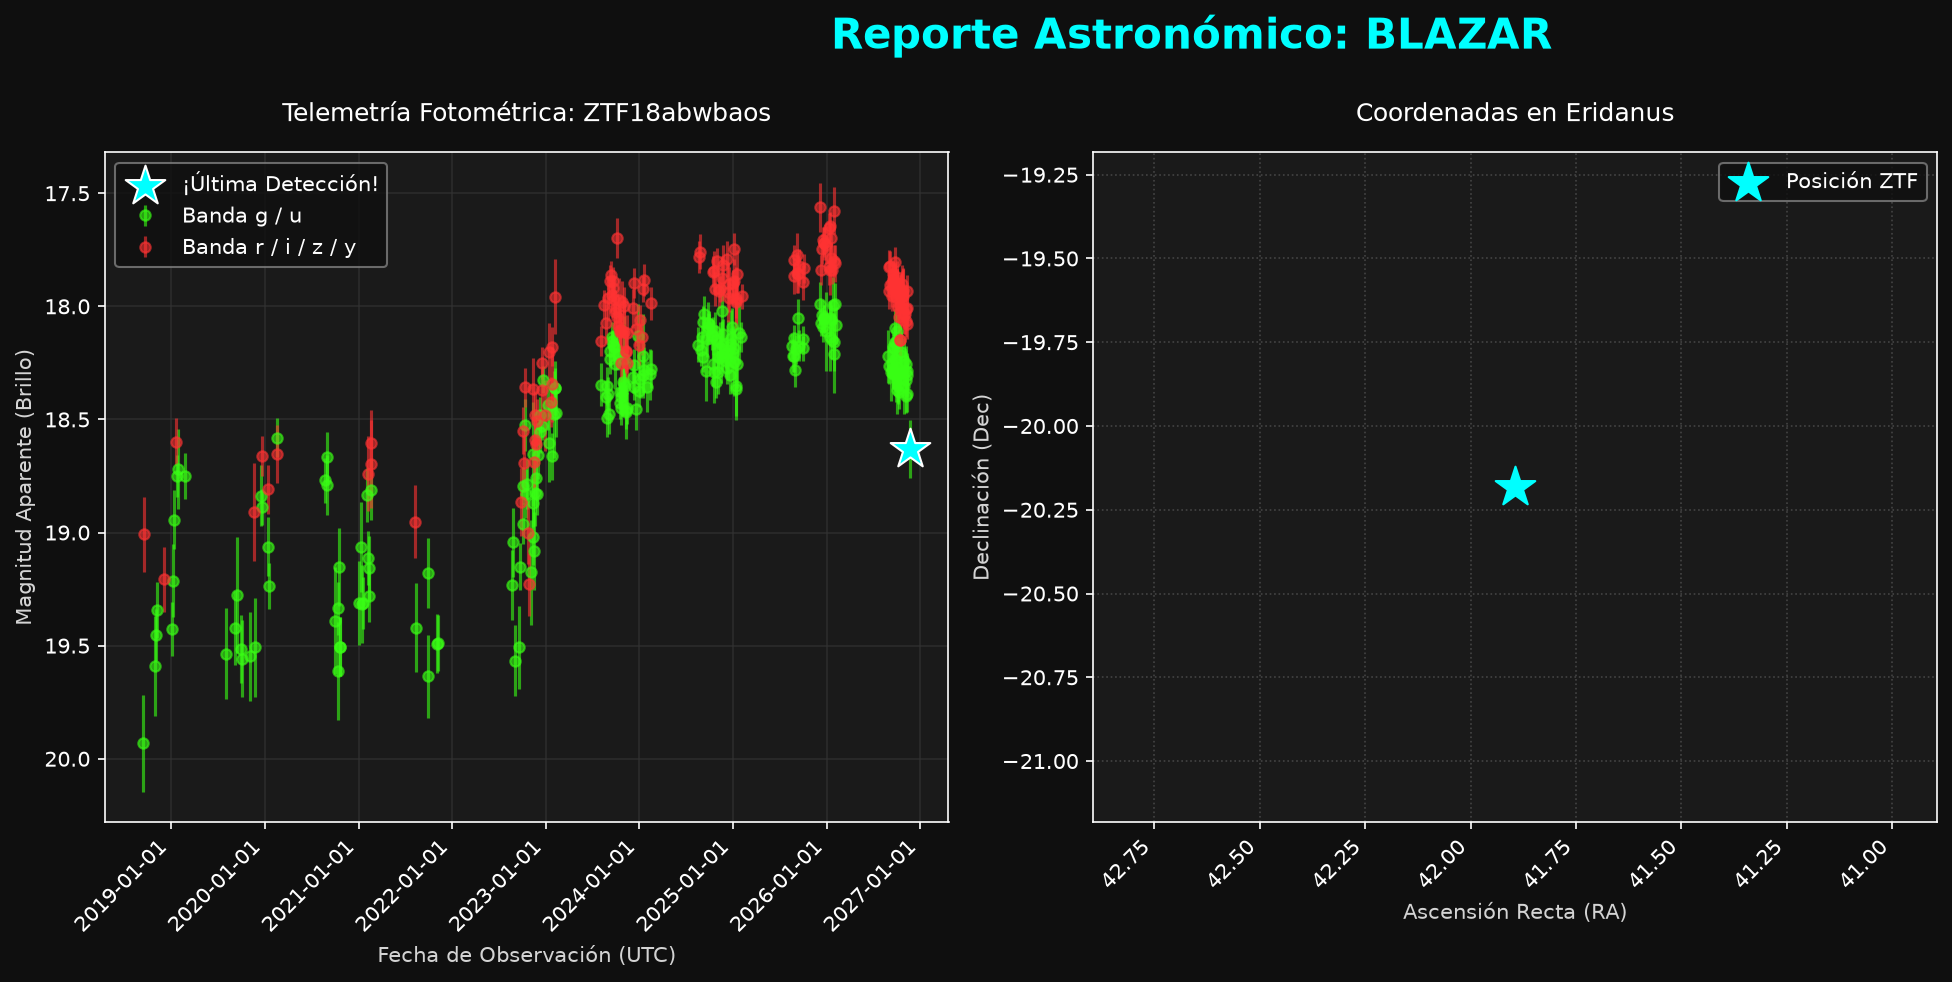 Reporte Astronómico: BLAZAR
Telemetría Fotométrica: ZTF18abwbaos
¡Última Detección!
Banda g / u
Banda r / i / z / y
Magnitud Aparente (Brillo)
17.5
18.0
18.5
19.0
19.5
20.0
2019-01-01
2020-01-01
2021-01-01
2022-01-01
2023-01-01
2024-01-01
2025-01-01
2026-01-01
2027-01-01
Fecha de Observación (UTC)
Coordenadas en Eridanus
Posición ZTF
Declinación (Dec)
−19.25
−19.50
−19.75
−20.00
−20.25
−20.50
−20.75
−21.00
42.75
42.50
42.25
42.00
41.75
41.50
41.25
41.00
Ascensión Recta (RA)